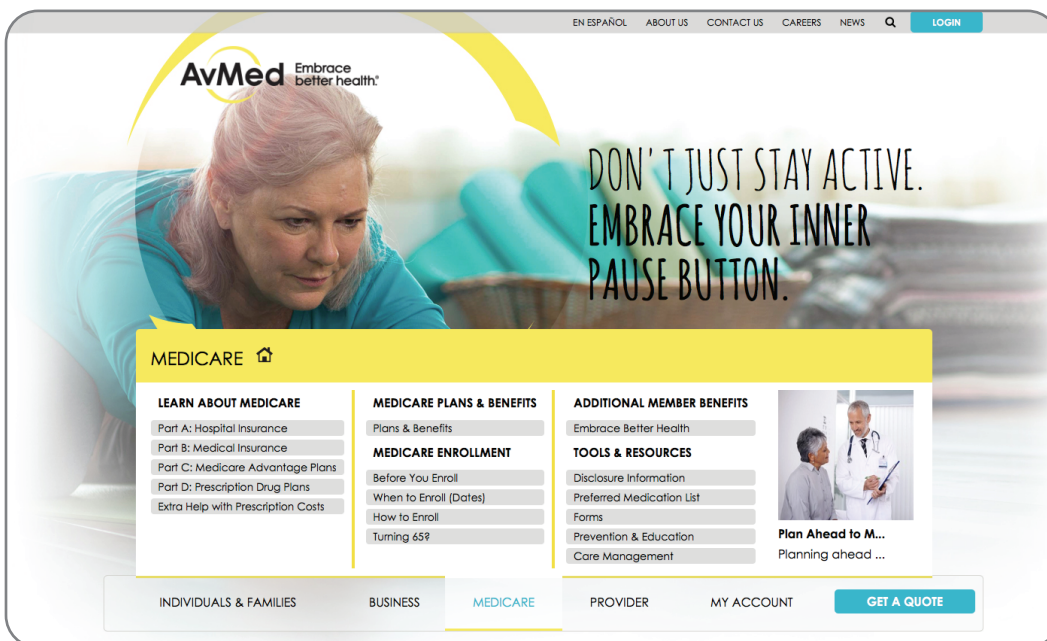 EN ESPAÑOL ABOUT US CONTACT US CAREERS NEWS LOGIN
AvMed Embrace
better health.®
DON'T JUST STAY ACTIVE.
EMBRACE YOUR INNER
PAUSE BUTTON.
MEDICARE
LEARN ABOUT MEDICARE
Part A: Hospital Insurance
Part B: Medical Insurance
Part C: Medicare Advantage Plans
Part D: Prescription Drug Plans
Extra Help with Prescription Costs
MEDICARE PLANS & BENEFITS
Plans & Benefits
MEDICARE ENROLLMENT
Before You Enroll
When to Enroll (Dates)
How to Enroll
Turning 65?
ADDITIONAL MEMBER BENEFITS
Embrace Better Health
TOOLS & RESOURCES
Disclosure Information
Preferred Medication List
Forms
Prevention & Education
Care Management
Plan Ahead to M...
Planning ahead ...
INDIVIDUALS & FAMILIES BUSINESS MEDICARE PROVIDER MY ACCOUNT GET A QUOTE